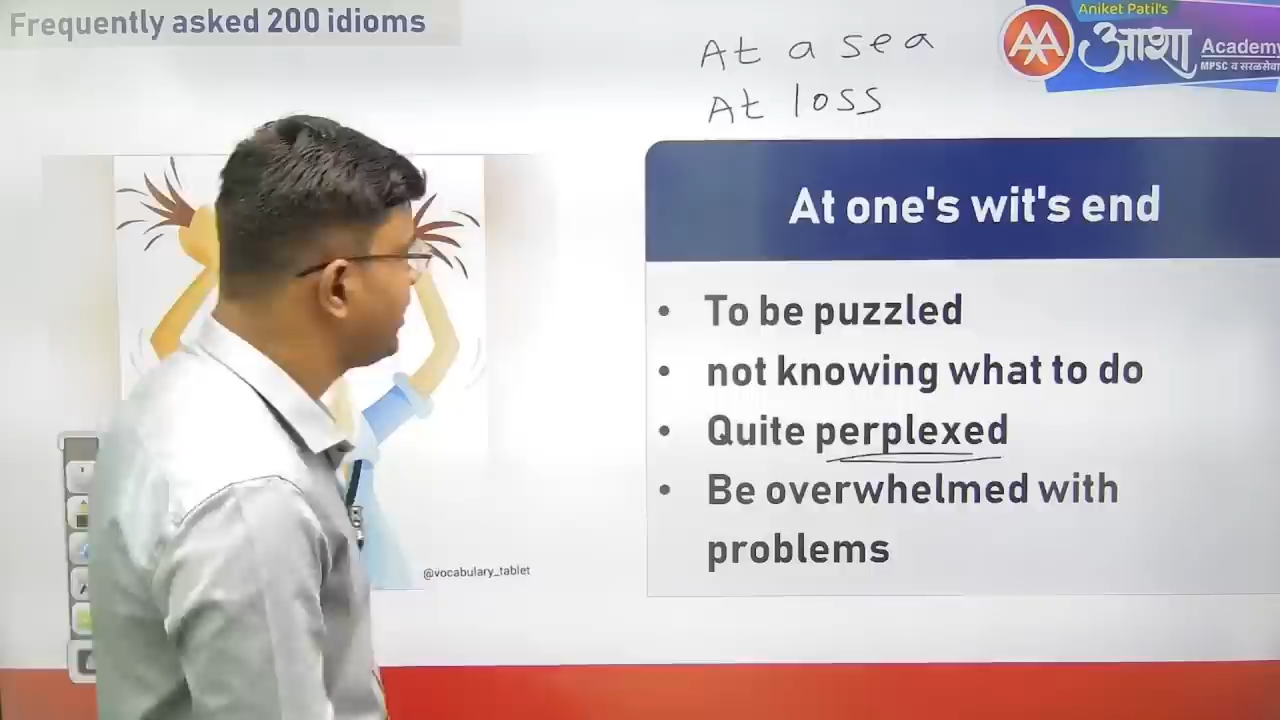 Frequently asked 200 idioms
At a sea
At loss
Aniket Patil's
AA
आशा
Academy
MPSC व सरळसेवा
At one's wit's end
• To be puzzled
• not knowing what to do
• Quite perplexed
• Be overwhelmed with
problems
@vocabulary_tablet